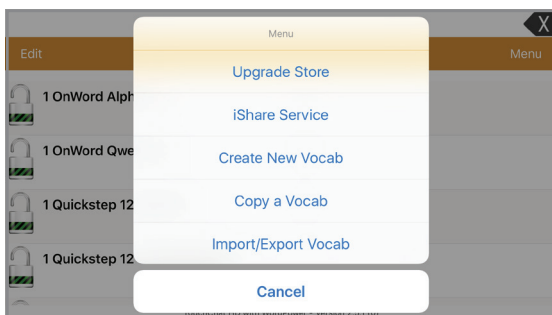 X
Edit
Menu
Menu
Upgrade Store
iShare Service
Create New Vocab
Copy a Vocab
Import/Export Vocab
Cancel
1 OnWord Alph
1 OnWord Qwe
1 Quickstep 12
1 Quickstep 12